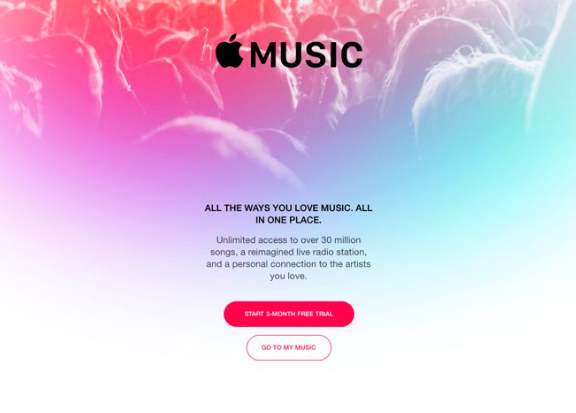 MUSIC
ALL THE WAYS YOU LOVE MUSIC. ALL
IN ONE PLACE.
Unlimited access to over 30 million
songs, a reimagined live radio station,
and a personal connection to the artists
you love.
START 3-MONTH FREE TRIAL
GO TO MY MUSIC